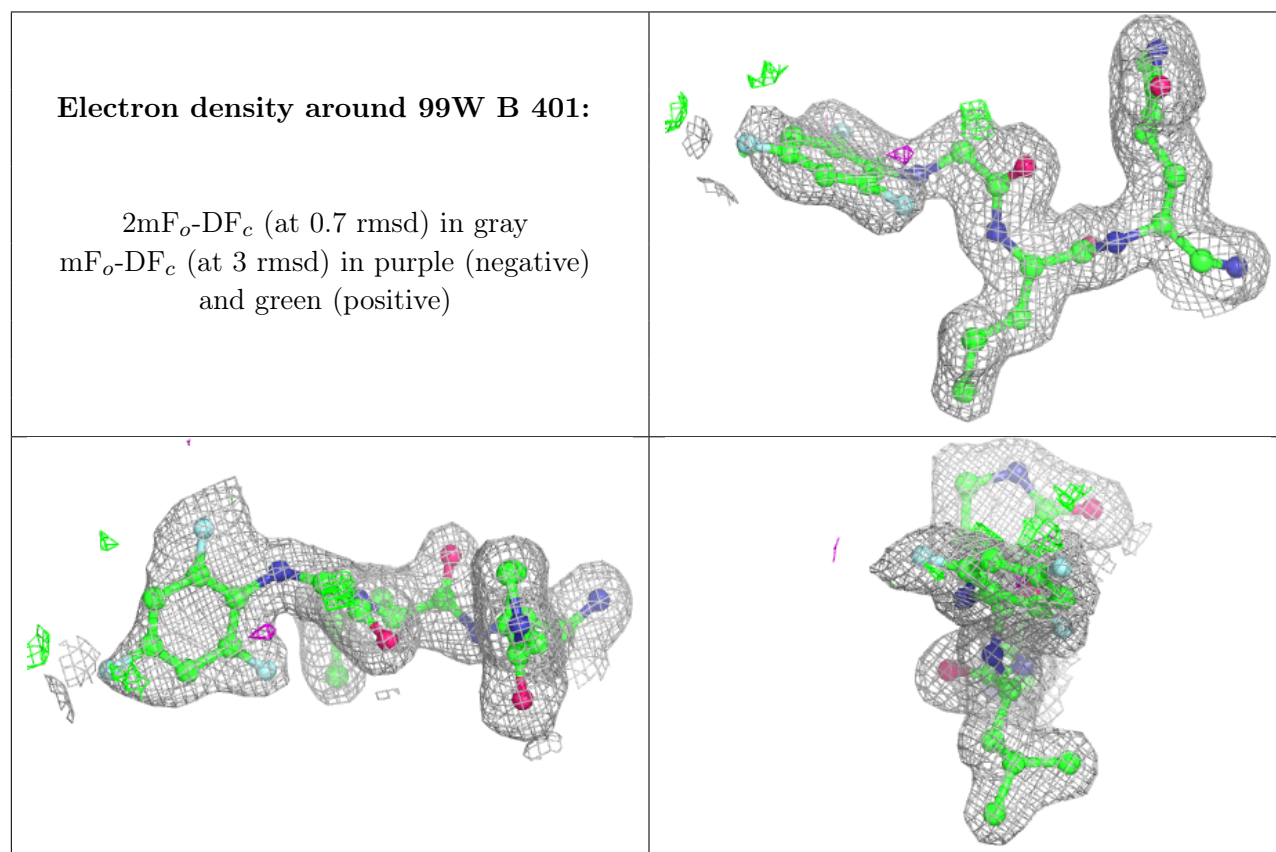 Electron density around 99W B 401:
2mFo-DFc (at 0.7 rmsd) in gray
mFo-DFc (at 3 rmsd) in purple (negative)
and green (positive)